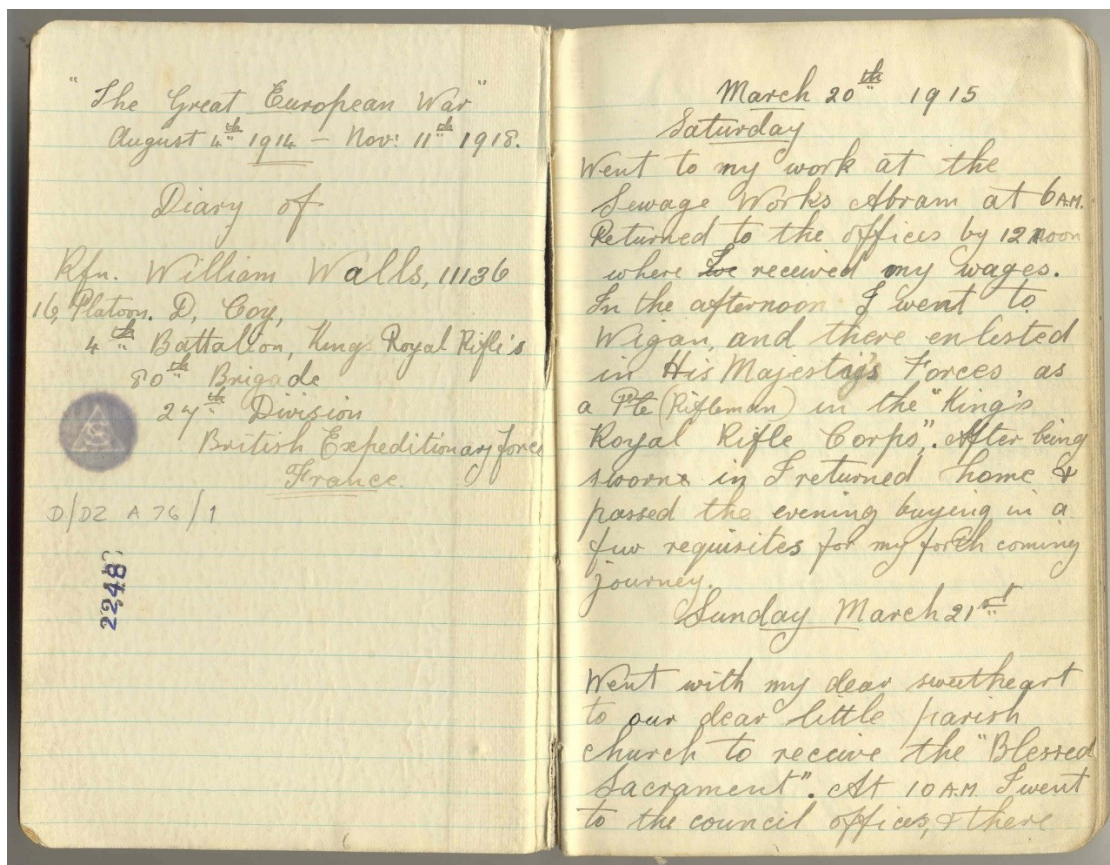 "The Great European War"
August 4th 1914 – Nov: 11th 1918.
Diary of
Rfn. William Walls, 11136
16, Platoon. D, Coy,
4th Battalion, Kings Royal Rifle's
80th Brigade
27th Division
British Expeditionary force
France.
D/DZ A 76/1
2248
March 20th 1915
Saturday
Went to my work at the
Sewage Works Abram at 6 A.M.
Returned to the offices by 12 noon
where I received my wages.
In the afternoon I went to
Wigan, and there enlested
in His Majestys Forces as
a Pte (Rifleman) in the "King's
Royal Rifle Corps". After being
sworne in I returned home &
passed the evening buying in a
few requisites for my forth coming
journey.
Sunday March 21st
Went with my dear sweetheart
to our dear little parish
church to receive the "Blessed
Sacrament". At 10 A.M. I went
to the council offices, & there